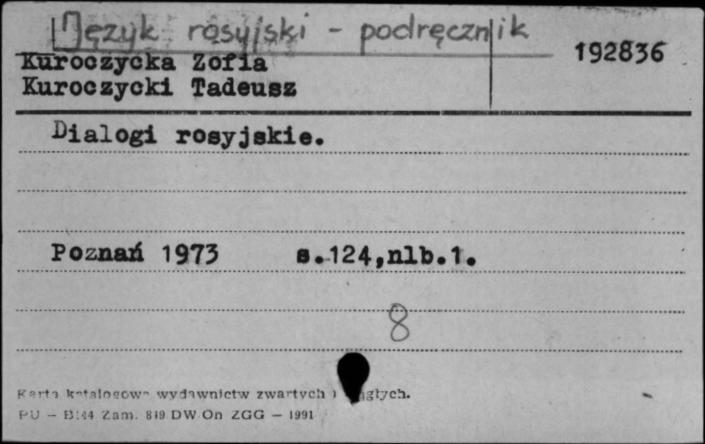 Język rosyjski - podręcznik
192836
Kuroczycka Zofia
Kuroczycki Tadeusz
Dialogi rosyjskie.
Poznań 1973 s.124,nlb.1.
8
Karta katalogowa wydawnictw zwartych i
PU — B144 Zam. 819 DW.On ZGG — 1991